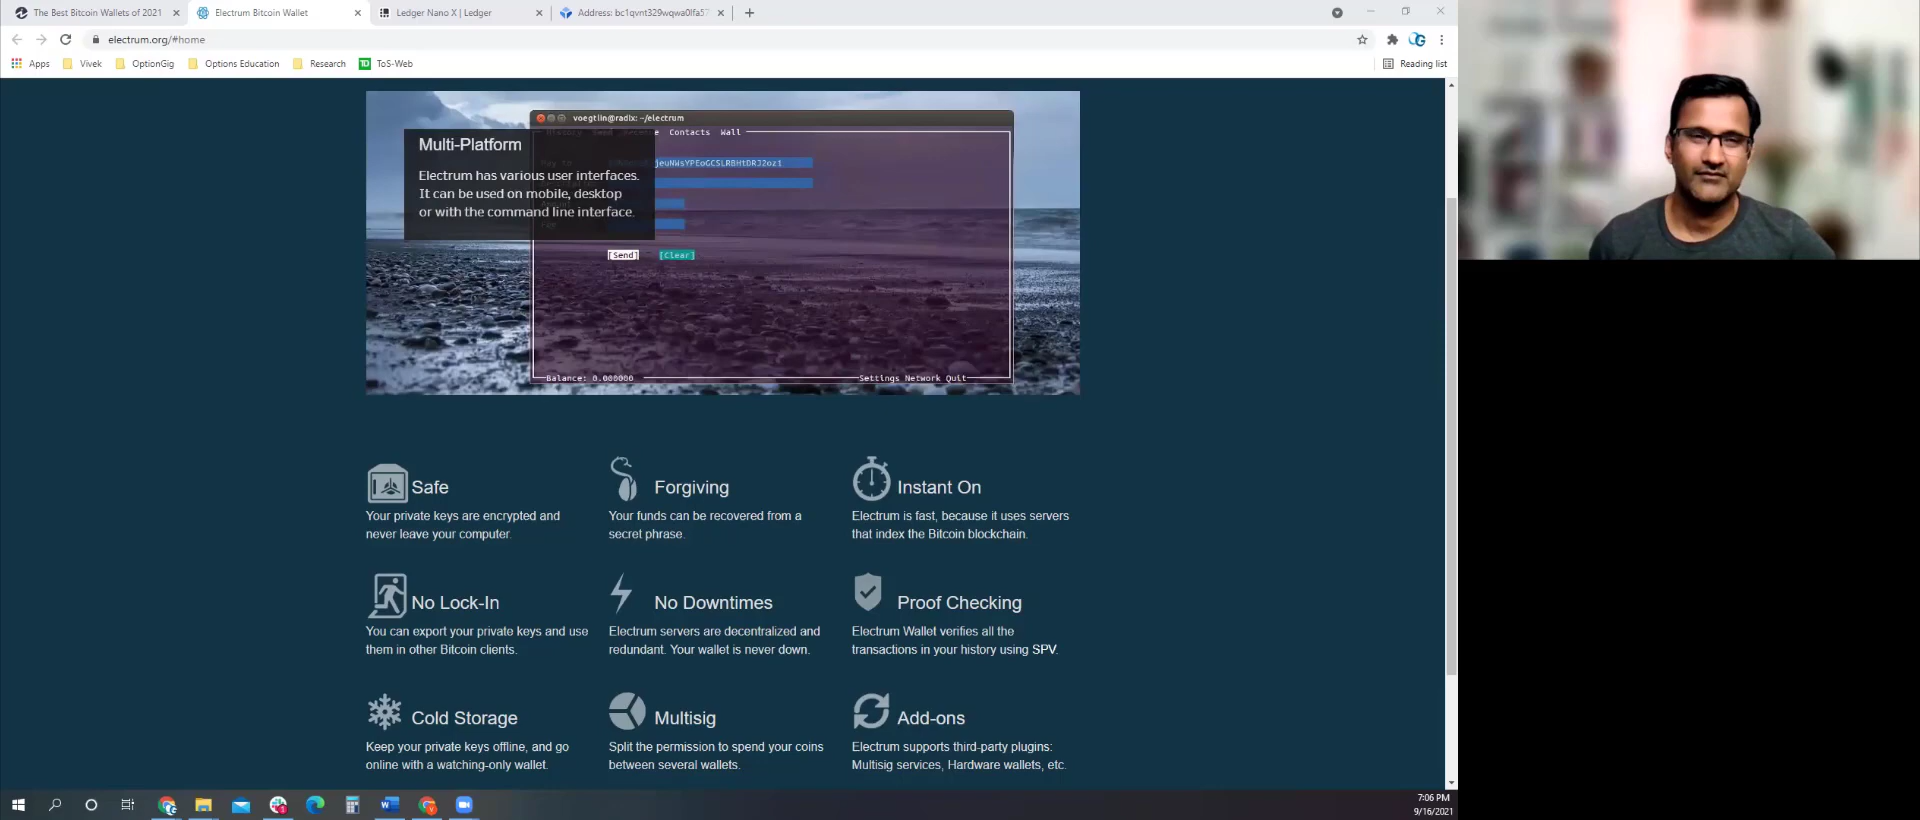 The Best Bitcoin Wallets of 2021
Electrum Bitcoin Wallet
Ledger Nano X | Ledger
Address: bc1qvnt329wqwa0lfa57
electrum.org/#home
Apps
Vivek
OptionGig
Options Education
Research
ToS-Web
Reading list
voegtlin@radix: ~/electrum
Contacts Wall
Multi-Platform
Electrum has various user interfaces.
It can be used on mobile, desktop
or with the command line interface.
[Send] [Clear]
Balance: 0.000000
Settings Network Quit
Safe
Your private keys are encrypted and
never leave your computer.
Forgiving
Your funds can be recovered from a
secret phrase.
Instant On
Electrum is fast, because it uses servers
that index the Bitcoin blockchain.
No Lock-In
You can export your private keys and use
them in other Bitcoin clients.
No Downtimes
Electrum servers are decentralized and
redundant. Your wallet is never down.
Proof Checking
Electrum Wallet verifies all the
transactions in your history using SPV.
Cold Storage
Keep your private keys offline, and go
online with a watching-only wallet.
Multisig
Split the permission to spend your coins
between several wallets.
Add-ons
Electrum supports third-party plugins:
Multisig services, Hardware wallets, etc.
7:06 PM
9/16/2021